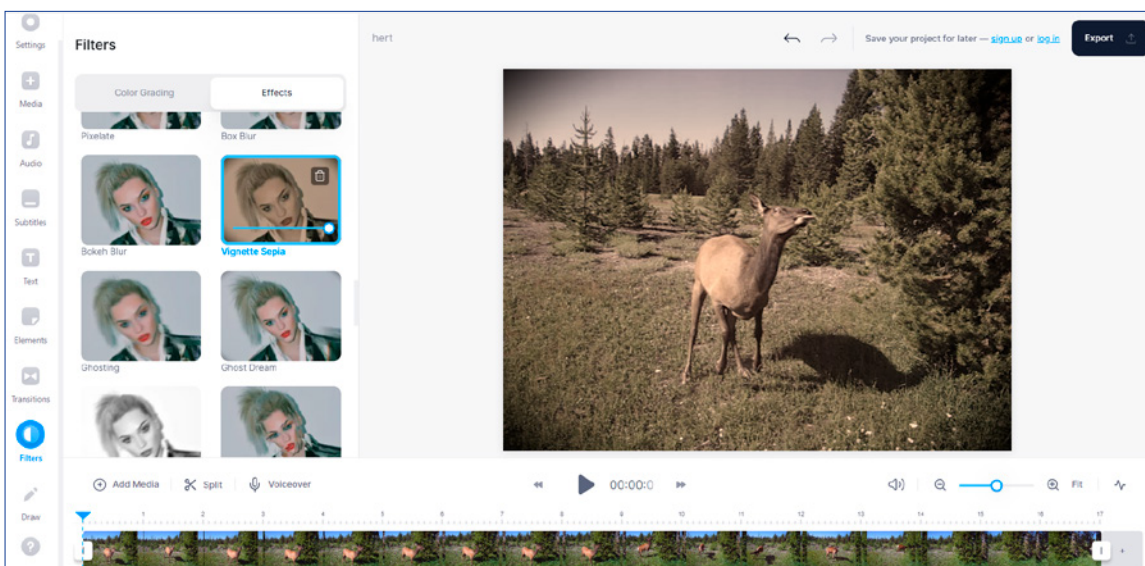 Settings
Media
Audio
Subtitles
Text
Elements
Transitions
Filters
Draw
Filters
Color Grading
Effects
Pixelate
Box Blur
Bokeh Blur
Vignette Sepia
Ghosting
Ghost Dream
hert
Save your project for later — sign up or log in
Export
Add Media
Split
Voiceover
00:00:0
Fit
1 2 3 4 5 6 7 8 9 10 11 12 13 14 15 16 17